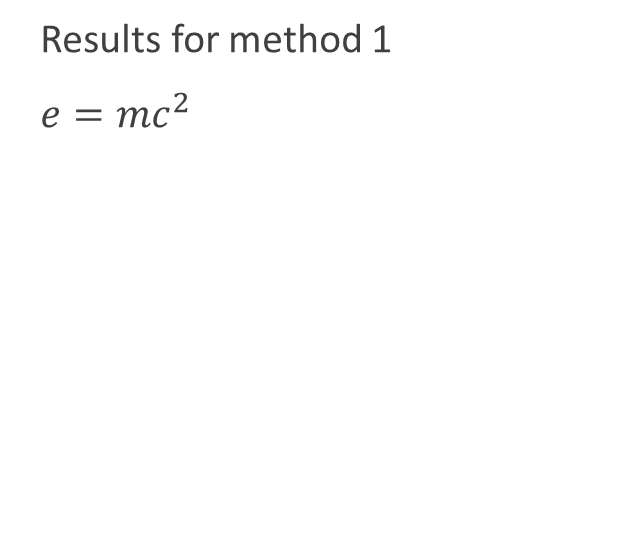 Results for method 1
e = mc²